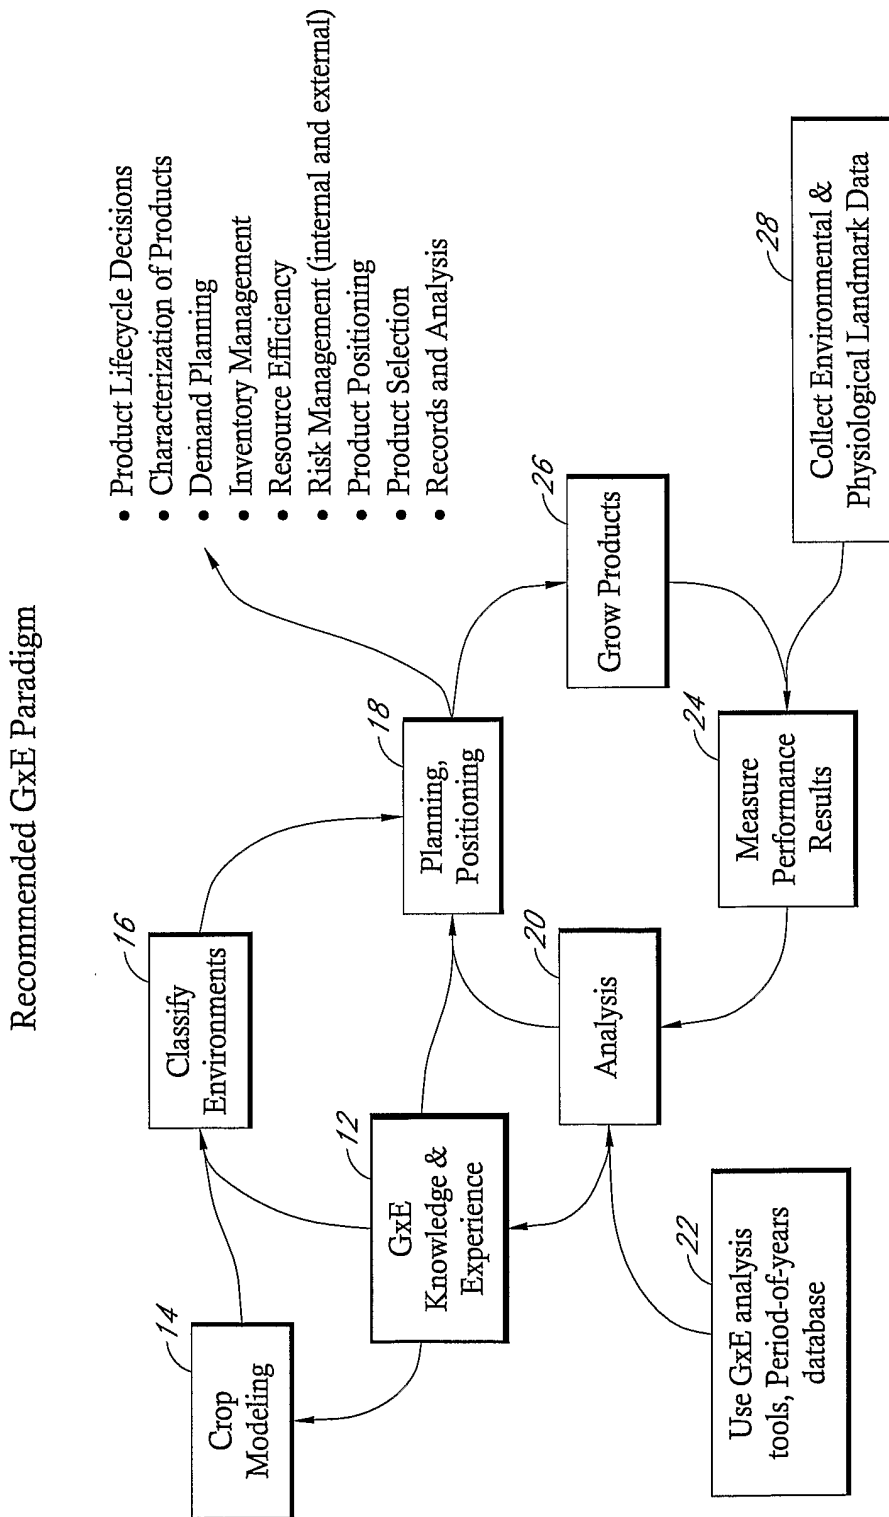 Recommended GxE Paradigm
• Product Lifecycle Decisions
• Characterization of Products
• Demand Planning
• Inventory Management
• Resource Efficiency
• Risk Management (internal and external)
• Product Positioning
• Product Selection
• Records and Analysis
14
Crop
Modeling
16
Classify
Environments
12
GxE
Knowledge &
Experience
18
Planning,
Positioning
20
Analysis
26
Grow Products
22
Use GxE analysis
tools, Period-of-years
database
24
Measure
Performance
Results
28
Collect Environmental &
Physiological Landmark Data